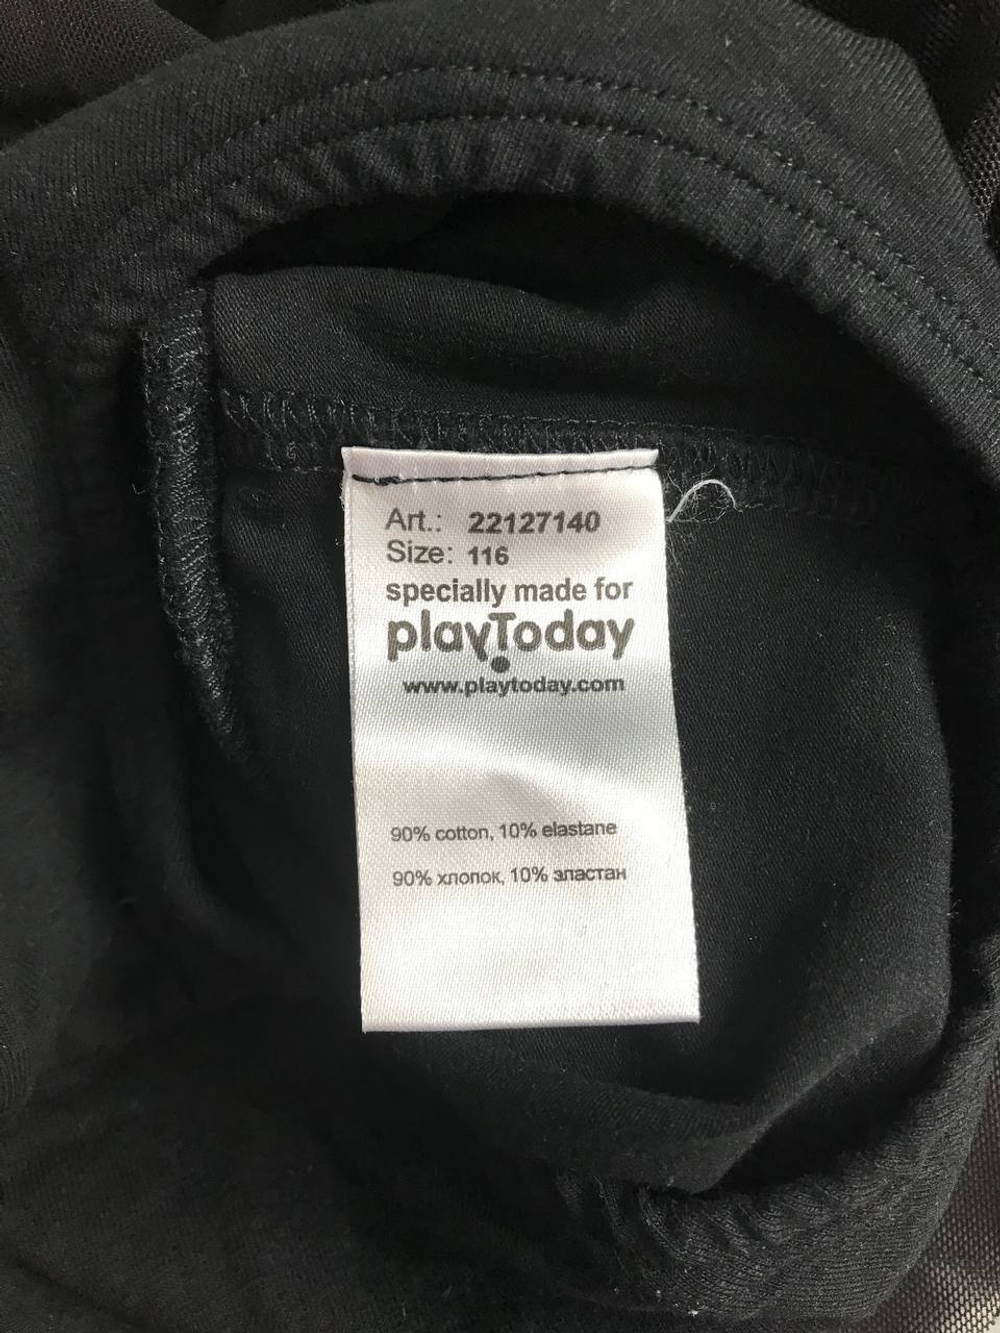 Art.: 22127140
Size: 116
specially made for
playToday
www.playtoday.com
90% cotton, 10% elastane
90% хлопок, 10% эластан